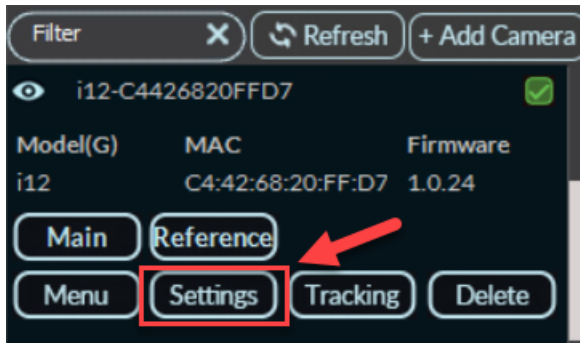 Filter X Refresh + Add Camera
i12-C4426820FFD7
Model(G) MAC Firmware
i12 C4:42:68:20:FF:D7 1.0.24
Main Reference
Menu Settings Tracking Delete